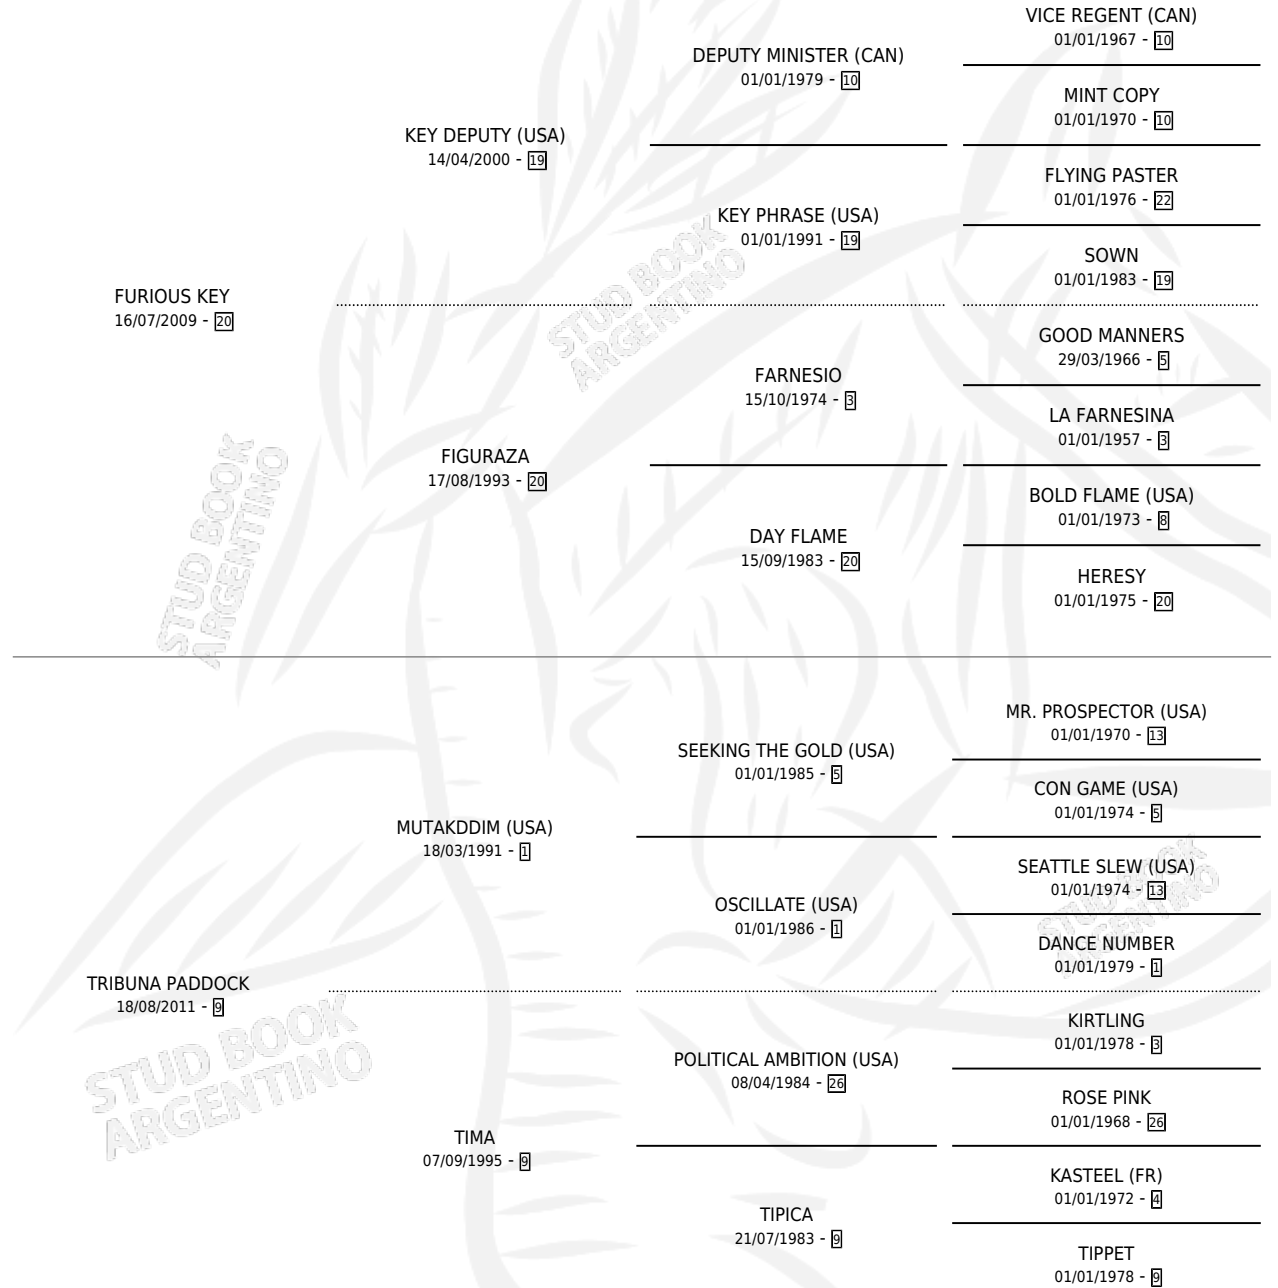 VICE REGENT (CAN)
01/01/1967 - 10
DEPUTY MINISTER (CAN)
01/01/1979 - 10
MINT COPY
01/01/1970 - 10
KEY DEPUTY (USA)
14/04/2000 - 19
FLYING PASTER
01/01/1976 - 22
KEY PHRASE (USA)
01/01/1991 - 19
SOWN
01/01/1983 - 19
FURIOUS KEY
16/07/2009 - 20
GOOD MANNERS
29/03/1966 - 5
FARNESIO
15/10/1974 - 3
LA FARNESINA
01/01/1957 - 3
FIGURAZA
17/08/1993 - 20
BOLD FLAME (USA)
01/01/1973 - 8
DAY FLAME
15/09/1983 - 20
HERESY
01/01/1975 - 20
MR. PROSPECTOR (USA)
01/01/1970 - 13
SEEKING THE GOLD (USA)
01/01/1985 - 5
CON GAME (USA)
01/01/1974 - 5
MUTAKDDIM (USA)
18/03/1991 - 1
SEATTLE SLEW (USA)
01/01/1974 - 13
OSCILLATE (USA)
01/01/1986 - 1
DANCE NUMBER
01/01/1979 - 1
TRIBUNA PADDOCK
18/08/2011 - 9
KIRTLING
01/01/1978 - 3
POLITICAL AMBITION (USA)
08/04/1984 - 26
ROSE PINK
01/01/1968 - 26
TIMA
07/09/1995 - 9
KASTEEL (FR)
01/01/1972 - 4
TIPICA
21/07/1983 - 9
TIPPET
01/01/1978 - 9
STUD BOOK
ARGENTINO
STUD BOOK
ARGENTINO
STUD BOOK
ARGENTINO
STUD BOOK
ARGENTINO